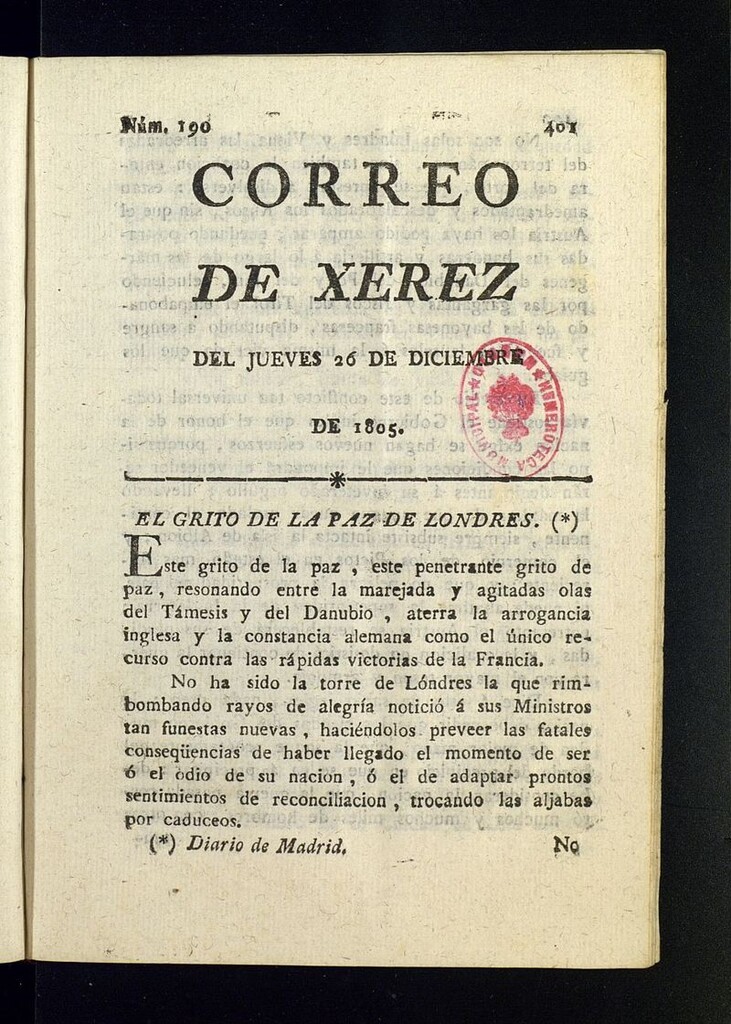 Núm. 190 401
CORREO
DE XEREZ
DEL JUEVES 26 DE DICIEMBRE
DE 1805.
HEMEROTECA MUNICIPAL
EL GRITO DE LA PAZ DE LONDRES. (*)
Este grito de la paz , este penetrante grito de
paz , resonando entre la marejada y agitadas olas
del Támesis y del Danubio , aterra la arrogancia
inglesa y la constancia alemana como el único re-
curso contra las rápidas victorias de la Francia.
No ha sido la torre de Lóndres la que rim-
bombando rayos de alegría notició á sus Ministros
tan funestas nuevas , haciéndolos preveer las fatales
conseqüencias de haber llegado el momento de ser
ó el odio de su nacion , ó el de adaptar prontos
sentimientos de reconciliacion , trocando las aljabas
por caduceos.
(*) Diario de Madrid. No